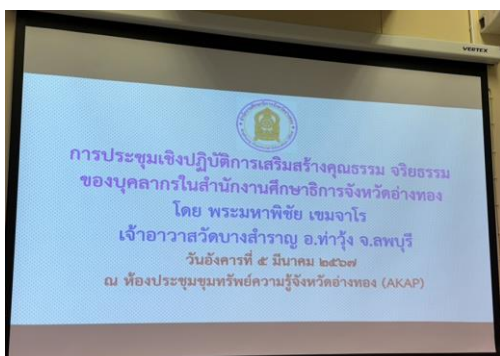 VERTEX
การประชุมเชิงปฏิบัติการเสริมสร้างคุณธรรม จริยธรรม
ของบุคลากรในสำนักงานศึกษาธิการจังหวัดอ่างทอง
โดย พระมหาพิชัย เขมจาโร
เจ้าอาวาสวัดบางสำราญ อ.ท่าวุ้ง จ.ลพบุรี
วันอังคารที่ ๕ มีนาคม ๒๕๖๗
ณ ห้องประชุมขุมทรัพย์ความรู้จังหวัดอ่างทอง (AKAP)